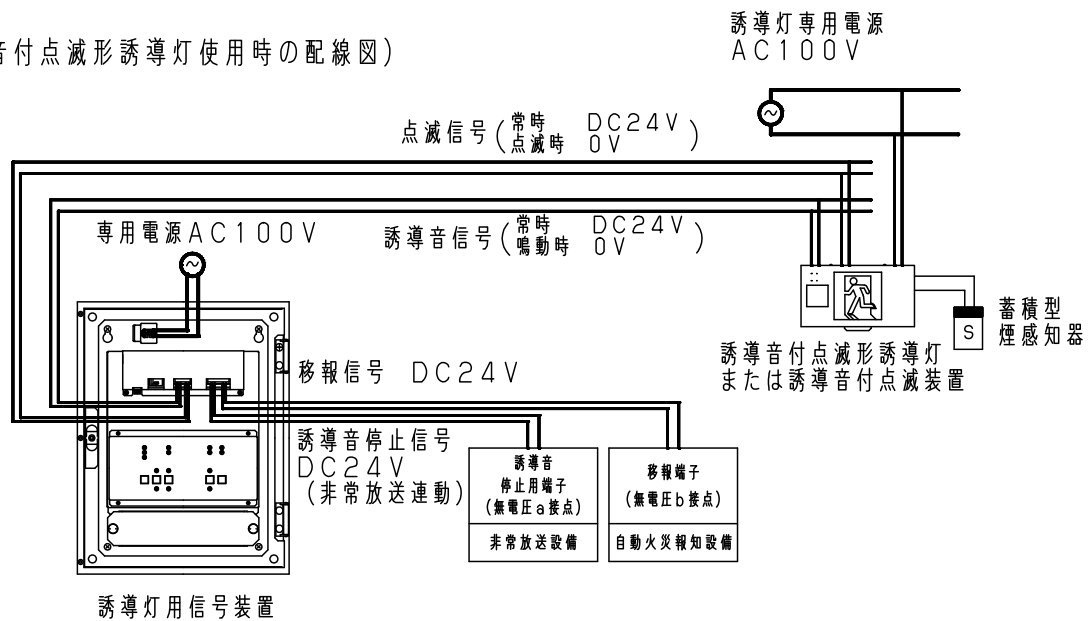 音付点滅形誘導灯使用時の配線図)
誘導灯専用電源
AC100V
点滅信号(常時 DC24V
点滅時 0V)
誘導音信号(常時 DC24V
鳴動時 0V)
専用電源AC100V
蓄積型
煙感知器
S
誘導音付点滅形誘導灯
または誘導音付点滅装置
移報信号 DC24V
誘導音停止信号
DC24V
(非常放送連動)
誘導音
停止用端子
(無電圧a接点)
非常放送設備
移報端子
(無電圧b接点)
自動火災報知設備
誘導灯用信号装置